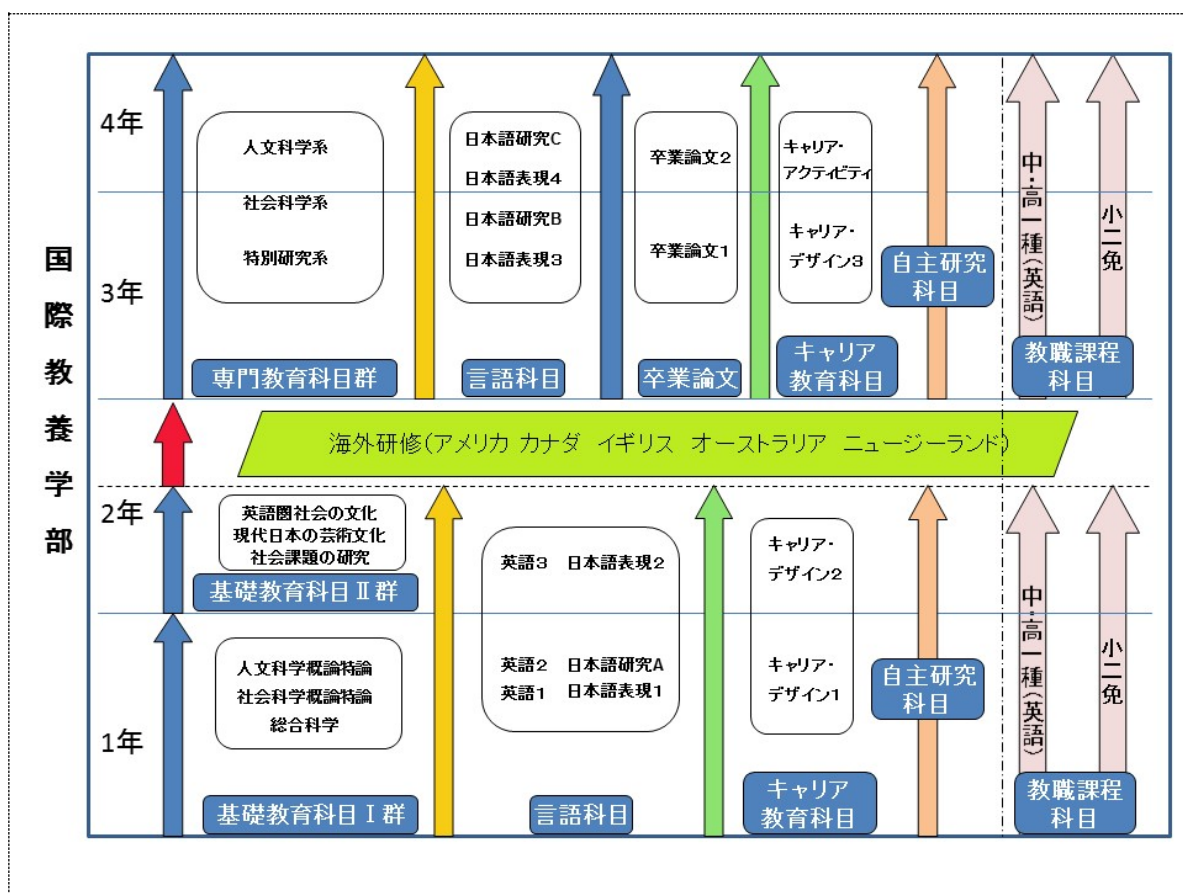 国際教養学部
4年
3年
2年
1年
人文科学系
社会科学系
特別研究系
専門教育科目群
日本語研究C
日本語表現4
日本語研究B
日本語表現3
言語科目
卒業論文2
卒業論文1
卒業論文
キャリア・
アクティビティ
キャリア・
デザイン3
キャリア
教育科目
自主研究
科目
中・高一種(英語)
小二免
教職課程
科目
海外研修(アメリカ カナダ イギリス オーストラリア ニュージーランド)
英語圏社会の文化
現代日本の芸術文化
社会課題の研究
基礎教育科目Ⅱ群
人文科学概論特論
社会科学概論特論
総合科学
基礎教育科目Ⅰ群
英語3 日本語表現2
英語2 日本語研究A
英語1 日本語表現1
言語科目
キャリア・
デザイン2
キャリア・
デザイン1
キャリア
教育科目
自主研究
科目
中・高一種(英語)
小二免
教職課程
科目